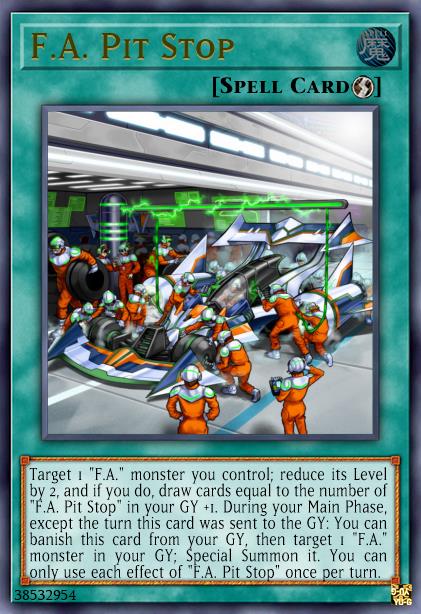 F.A. Pit Stop
魔
[Spell Card]
Target 1 "F.A." monster you control; reduce its Level
by 2, and if you do, draw cards equal to the number of
"F.A. Pit Stop" in your GY +1. During your Main Phase,
except the turn this card was sent to the GY: You can
banish this card from your GY, then target 1 "F.A."
monster in your GY; Special Summon it. You can
only use each effect of "F.A. Pit Stop" once per turn.
38532954